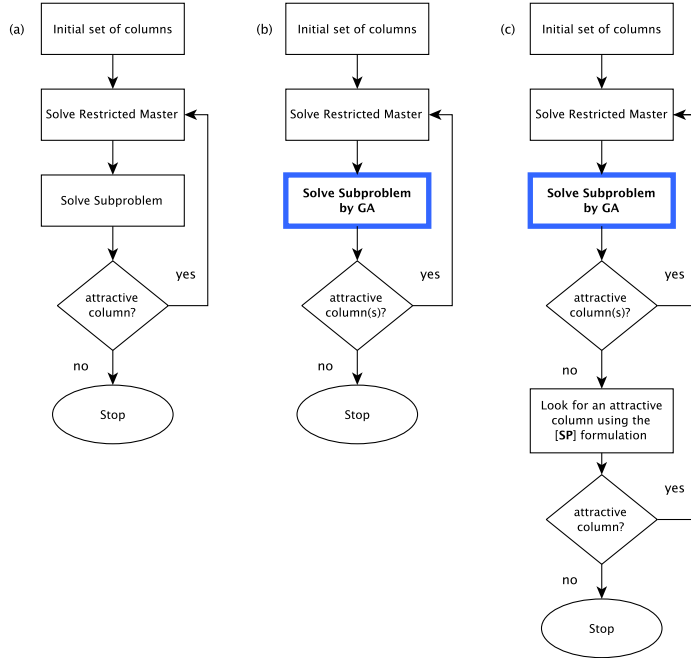 (a)
Initial set of columns
Solve Restricted Master
Solve Subproblem
yes
attractive
column?
no
Stop
(b)
Initial set of columns
Solve Restricted Master
Solve Subproblem
by GA
yes
attractive
column(s)?
no
Stop
(c)
Initial set of columns
Solve Restricted Master
Solve Subproblem
by GA
yes
attractive
column(s)?
no
Look for an attractive
column using the
[SP] formulation
yes
attractive
column?
no
Stop